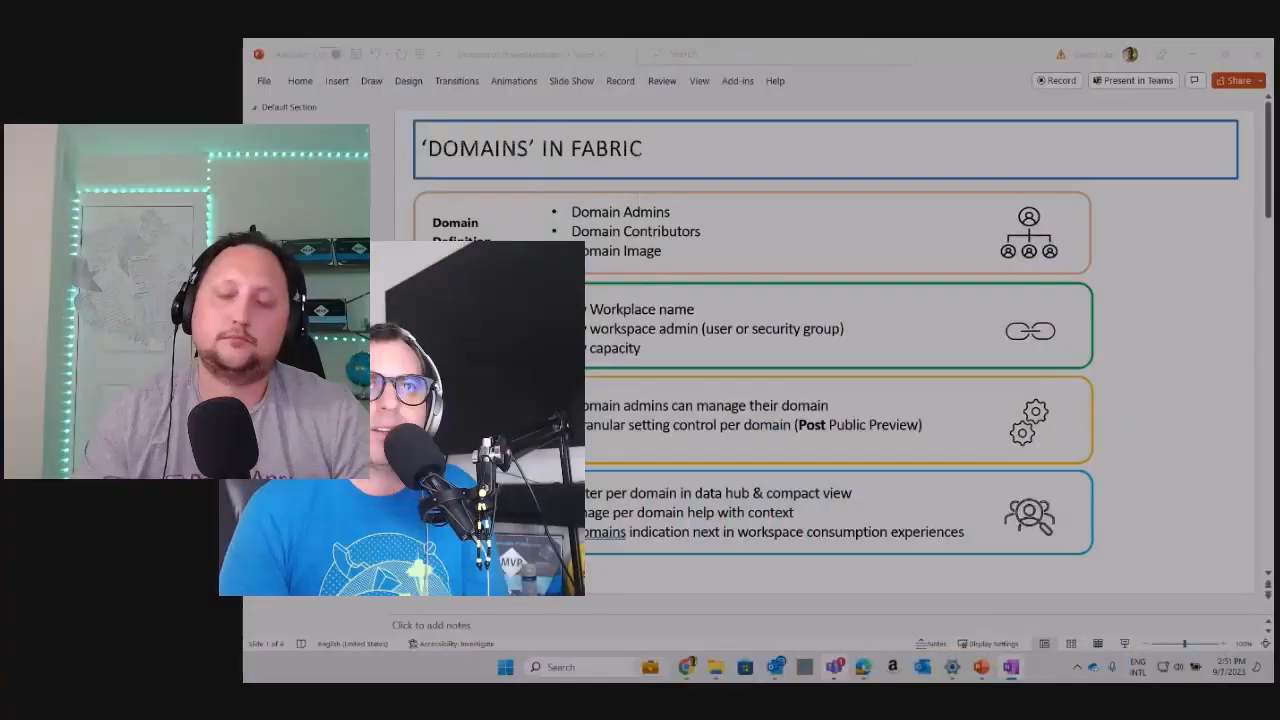 Search
File Home Insert Draw Design Transitions Animations Slide Show Record Review View Add-ins Help
Record Present in Teams Share
Default Section
'DOMAINS' IN FABRIC
Domain
• Domain Admins
• Domain Contributors
omain Image
Workplace name
workspace admin (user or security group)
capacity
omain admins can manage their domain
ranular setting control per domain (Post Public Preview)
ter per domain in data hub & compact view
mage per domain help with context
omains indication next in workspace consumption experiences
MVP
Click to add notes
Slide 1 of 4 English (United States) Accessibility: Investigate Notes Display Settings 100%
Search
ENG
INTL
2:51 PM
9/7/2023